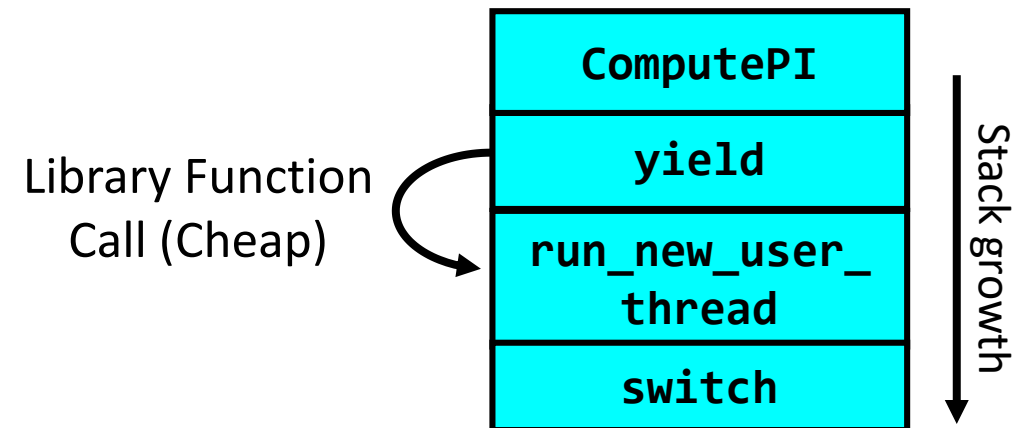 ComputePI
yield
Library Function
Call (Cheap)
run_new_user_
thread
switch
Stack growth